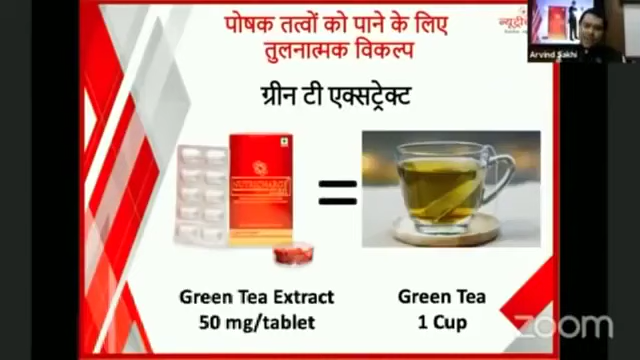 पोषक तत्वों को पाने के लिए
तुलनात्मक विकल्प
ग्रीन टी एक्सट्रेक्ट
=
Green Tea Extract
50 mg/tablet
Green Tea
1 Cup
Arvind Sakhi
zoom